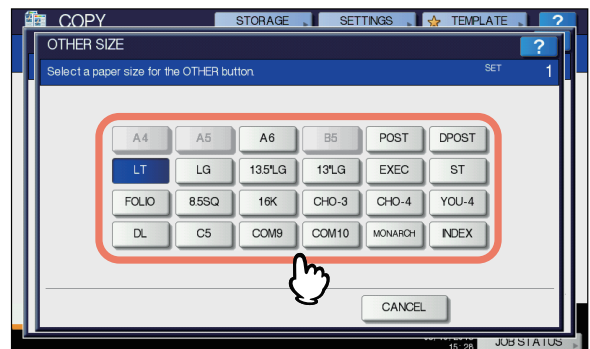 COPY STORAGE SETTINGS TEMPLATE ?
OTHER SIZE ?
Select a paper size for the OTHER button. SET 1
A4 A5 A6 B5 POST DPOST
LT LG 13.5"LG 13"LG EXEC ST
FOLIO 8.5SQ 16K CHO-3 CHO-4 YOU-4
DL C5 COM9 COM10 MONARCH INDEX
CANCEL
15:28 JOB STATUS